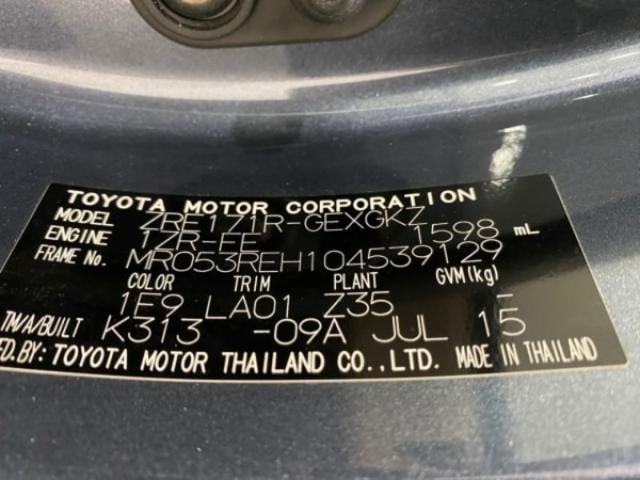 TOYOTA MOTOR CORPORATION
MODEL ZRE171R-GEXGKZ
ENGINE 1ZR-FE 1598 mL
FRAME No. MR053REH104539129
COLOR TRIM PLANT GVM(kg)
1F9 LA01 Z35 -
TM/A/BUILT K313 -09A JUL 15
ED.BY: TOYOTA MOTOR THAILAND CO.,LTD. MADE IN THAILAND